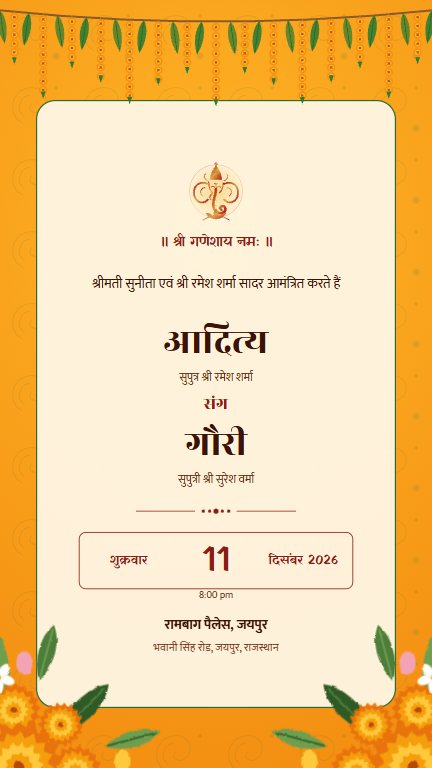 ॥ श्री गणेशाय नमः ॥
श्रीमती सुनीता एवं श्री रमेश शर्मा सादर आमंत्रित करते हैं
आदित्य
सुपुत्र श्री रमेश शर्मा
संग
गौरी
सुपुत्री श्री सुरेश वर्मा
शुक्रवार 11 दिसंबर 2026
8:00 pm
रामबाग पैलेस, जयपुर
भवानी सिंह रोड, जयपुर, राजस्थान